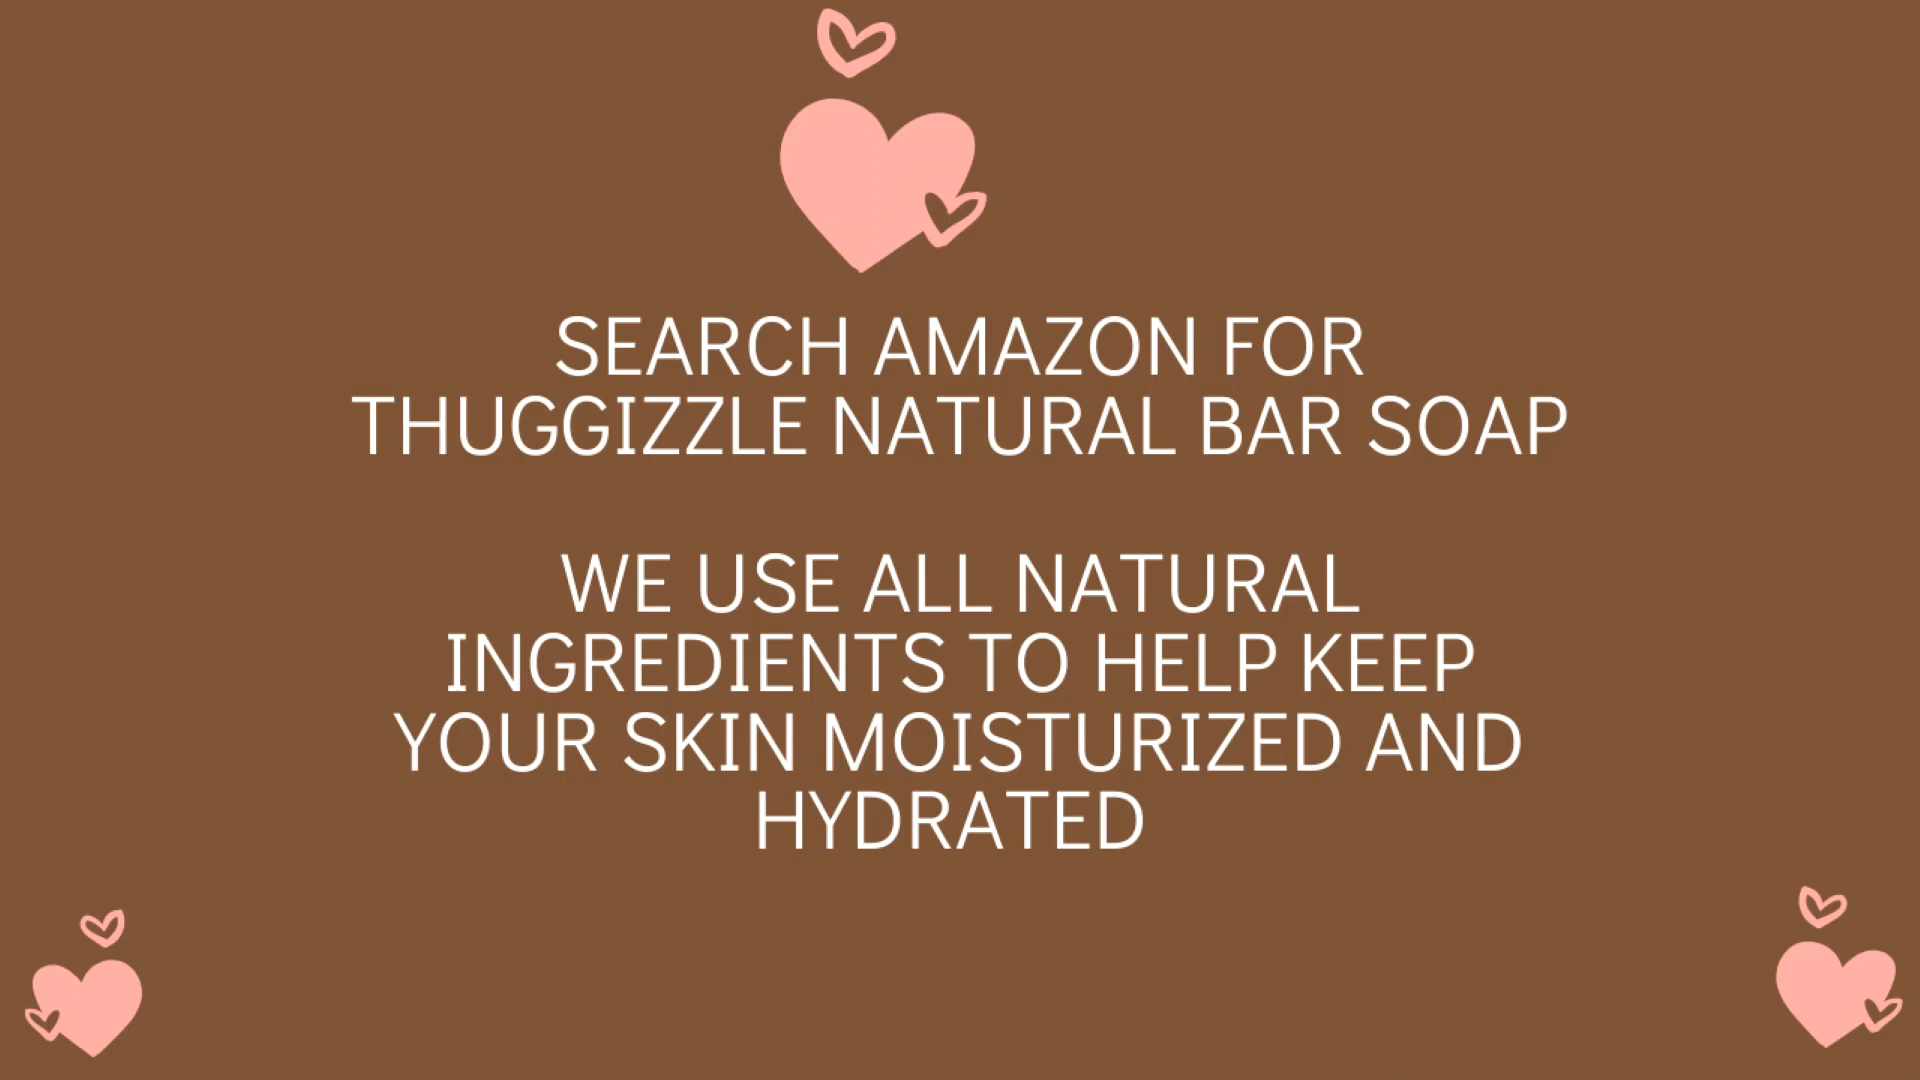 SEARCH AMAZON FOR
THUGGIZZLE NATURAL BAR SOAP
WE USE ALL NATURAL
INGREDIENTS TO HELP KEEP
YOUR SKIN MOISTURIZED AND
HYDRATED